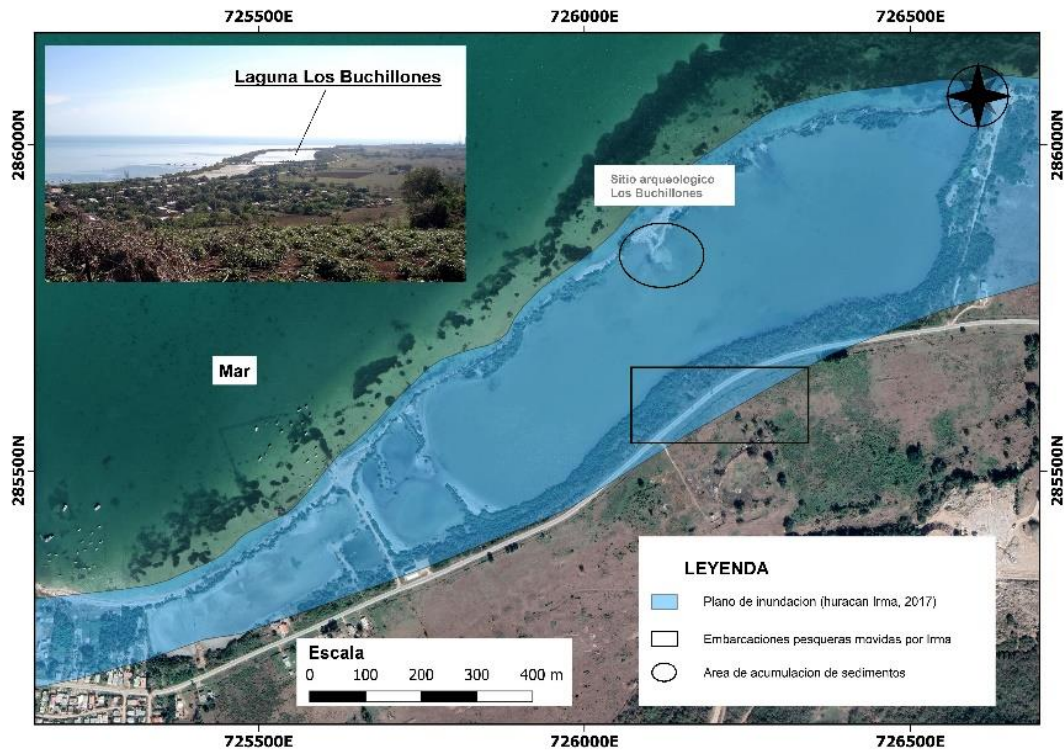 725500E
726000E
726500E
Laguna Los Buchillones
286000N
286000N
Sitio arqueologico
Los Buchillones
Mar
285500N
285500N
LEYENDA
Plano de inundacion (huracan Irma, 2017)
Embarcaciones pesqueras movidas por Irma
Area de acumulacion de sedimentos
Escala
0 100 200 300 400 m
725500E
726000E
726500E